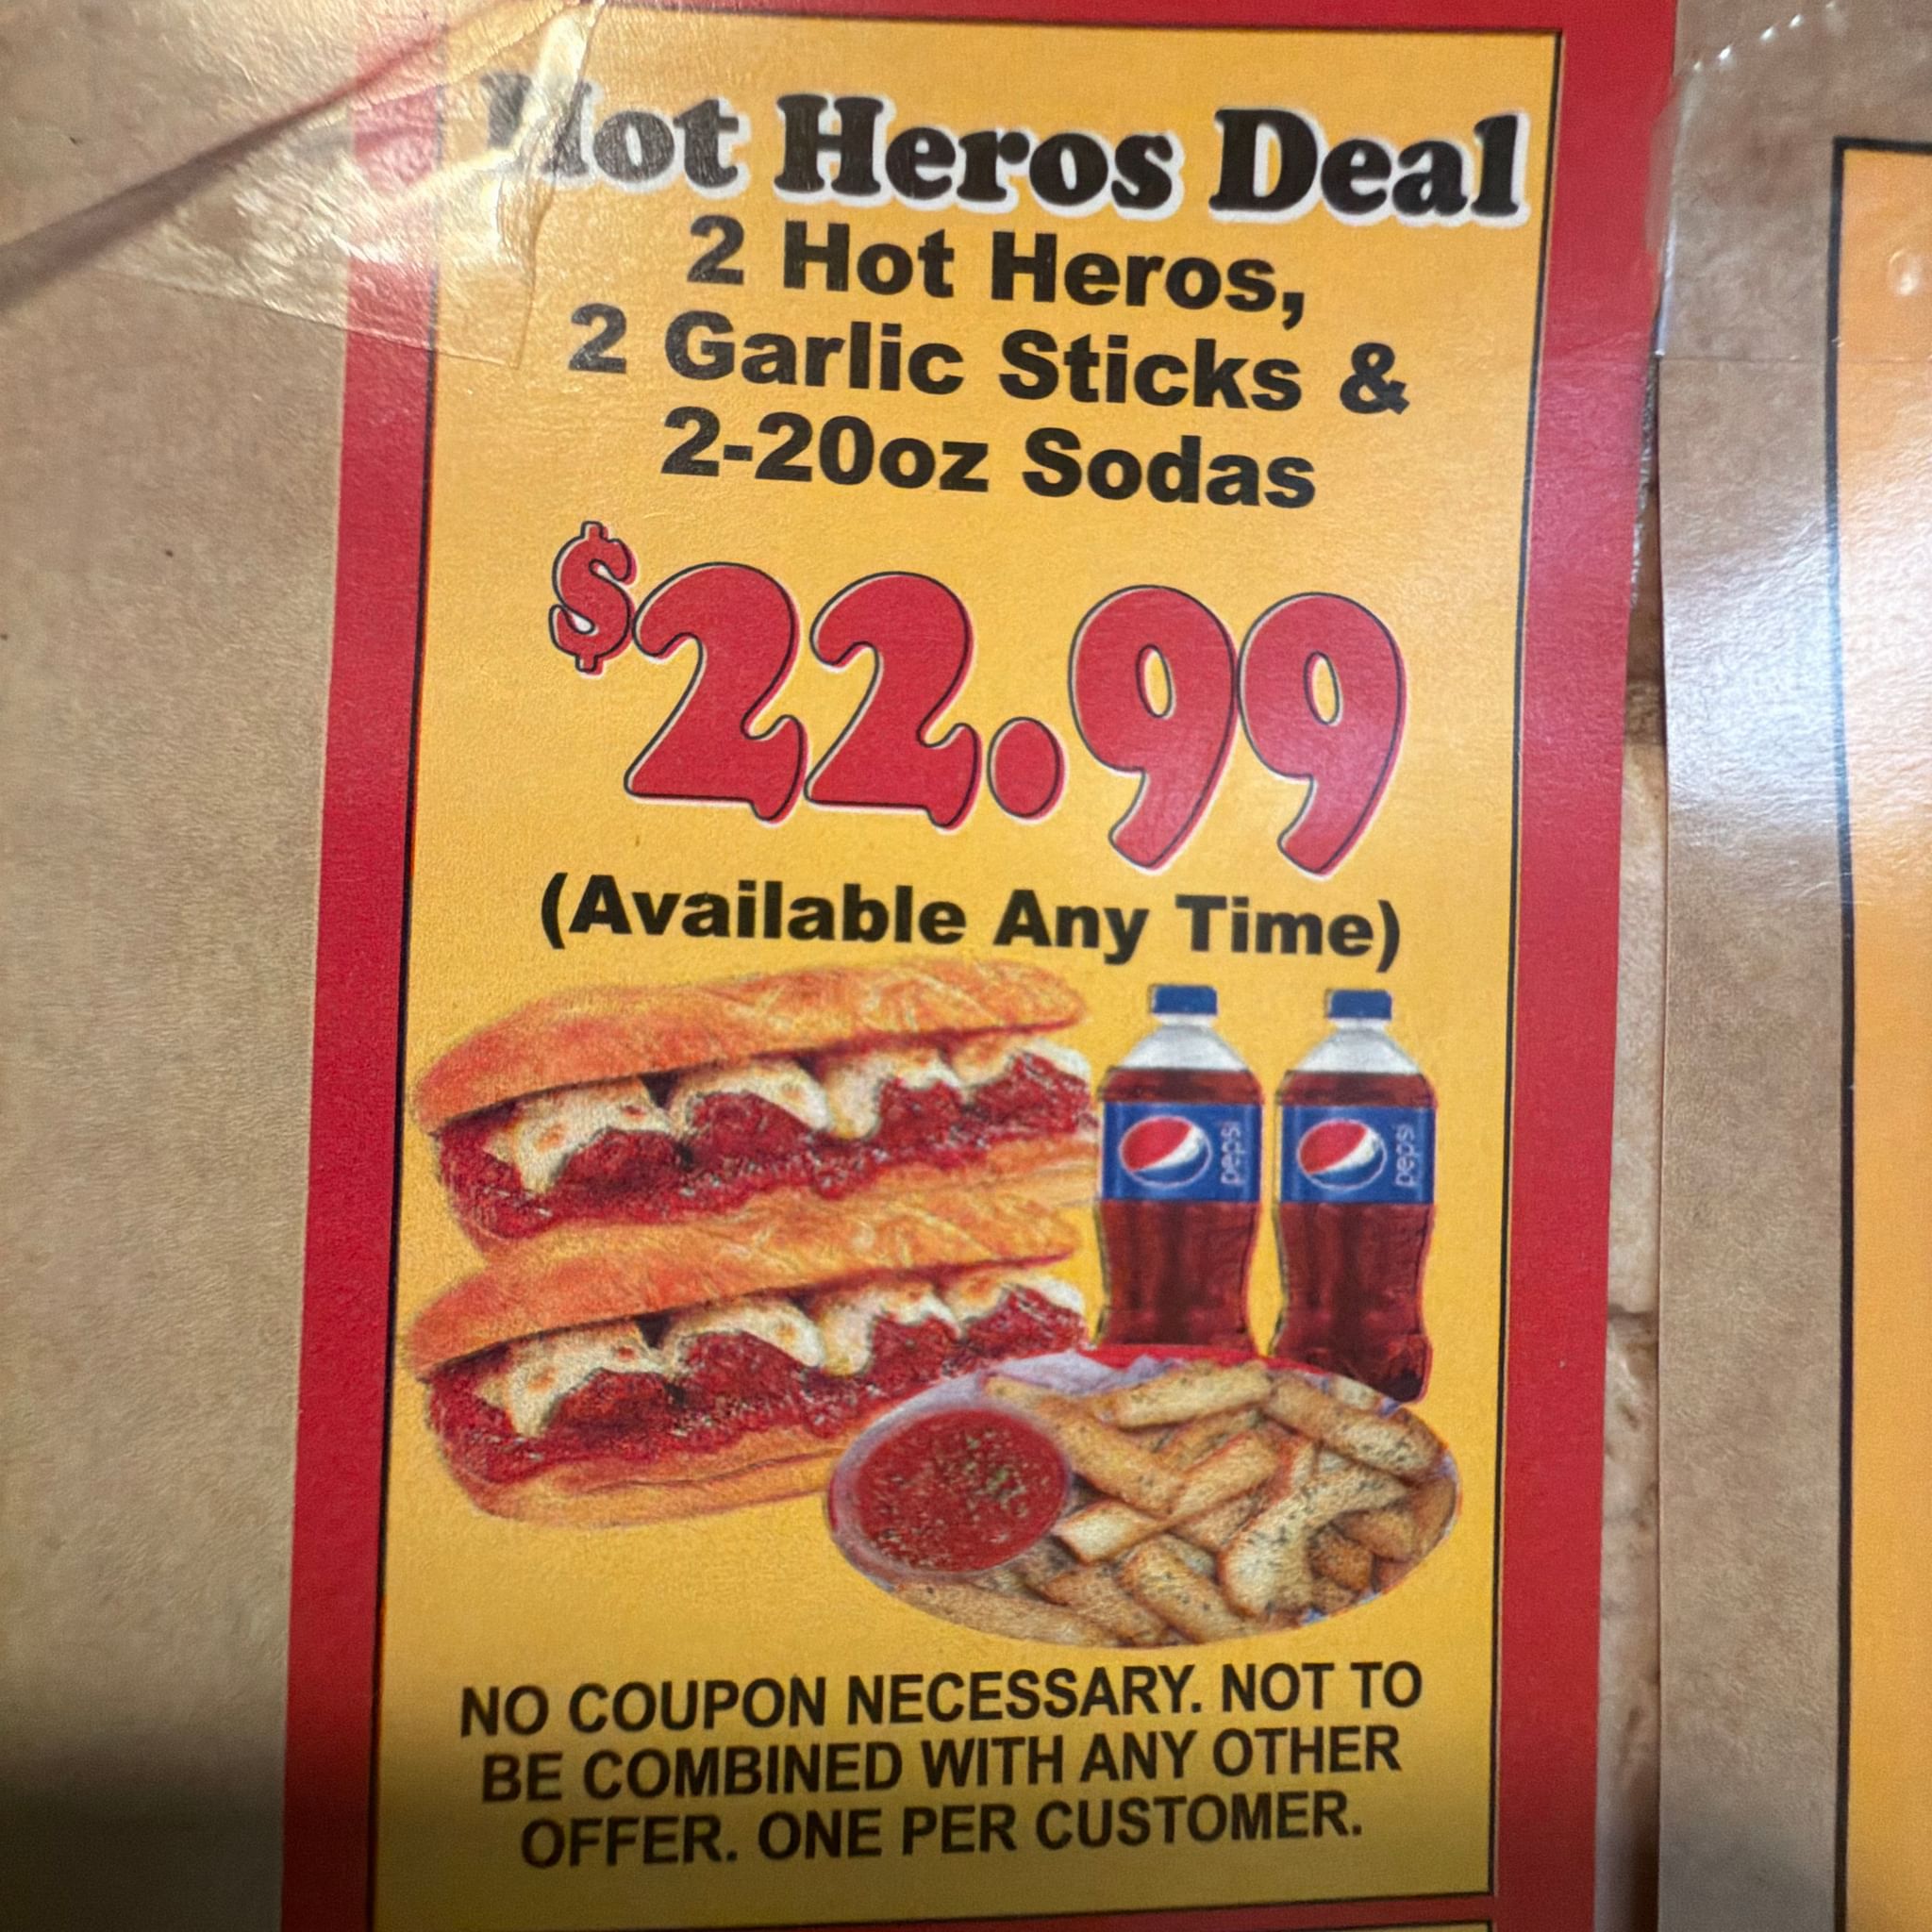 Hot Heros Deal
2 Hot Heros,
2 Garlic Sticks &
2-20oz Sodas
$22.99
(Available Any Time)
pepsi
pepsi
NO COUPON NECESSARY. NOT TO
BE COMBINED WITH ANY OTHER
OFFER. ONE PER CUSTOMER.